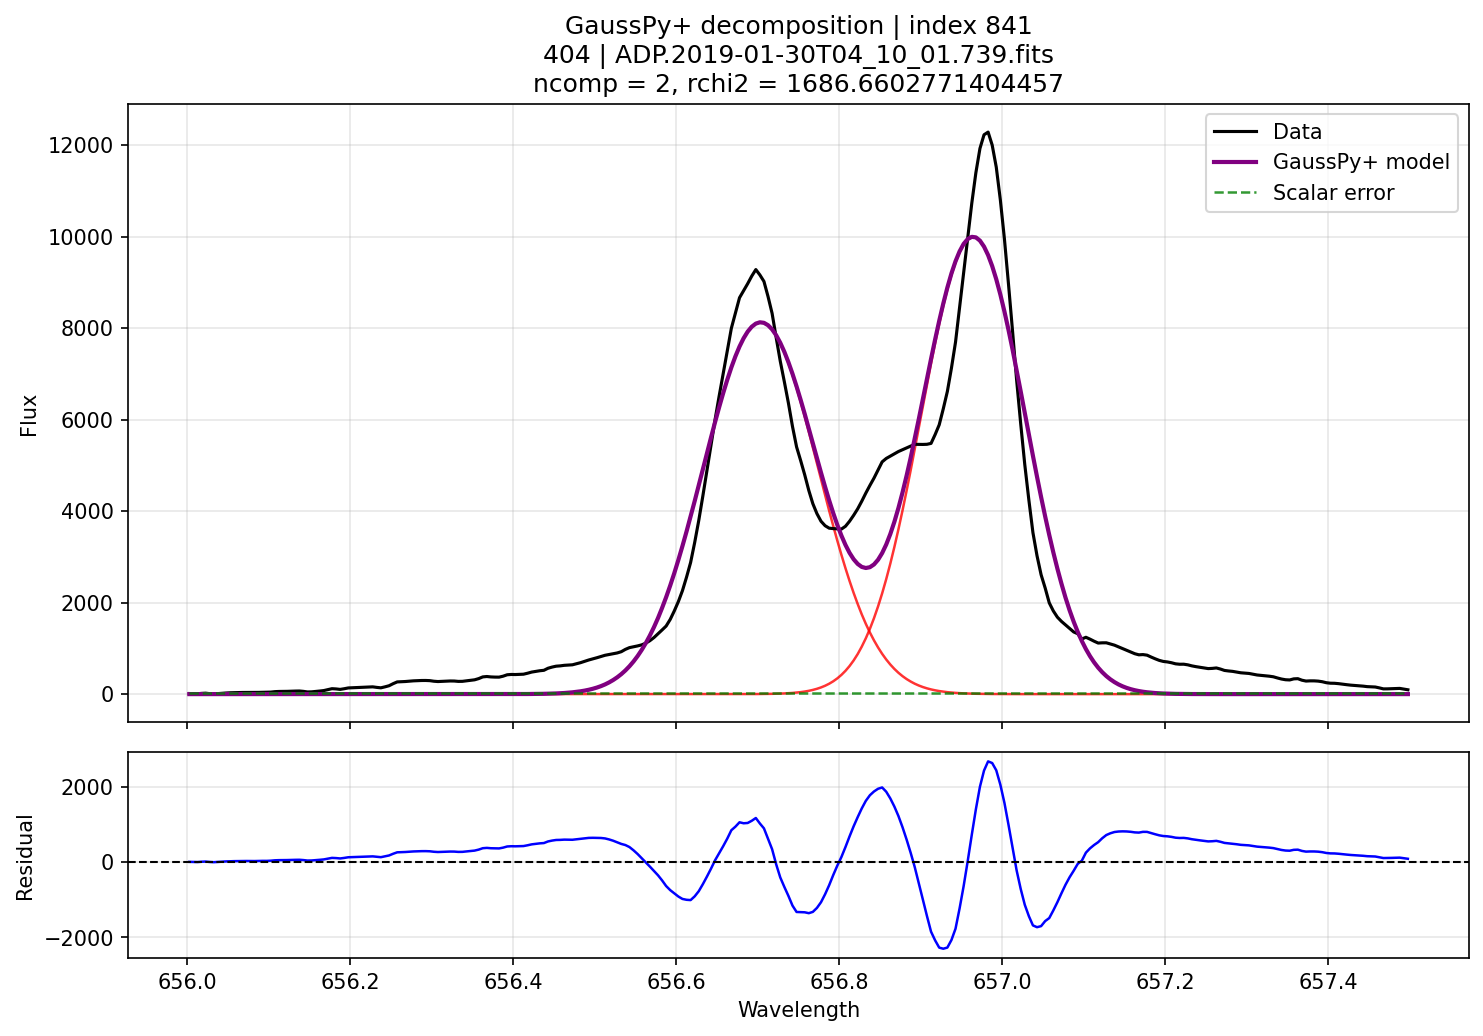 GaussPy+ decomposition | index 841
404 | ADP.2019-01-30T04_10_01.739.fits
ncomp = 2, rchi2 = 1686.6602771404457
Data
GaussPy+ model
Scalar error
12000
10000
8000
6000
4000
2000
0
Flux
2000
0
−2000
Residual
656.0 656.2 656.4 656.6 656.8 657.0 657.2 657.4
Wavelength